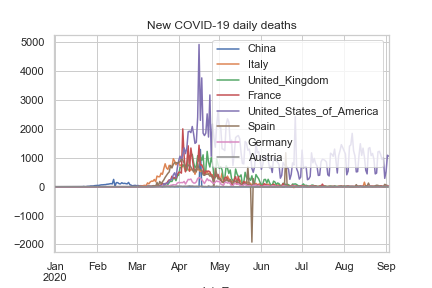 New COVID-19 daily deaths
5000
4000
3000
2000
1000
0
−1000
−2000
China
Italy
United_Kingdom
France
United_States_of_America
Spain
Germany
Austria
Jan Feb Mar Apr May Jun Jul Aug Sep
2020